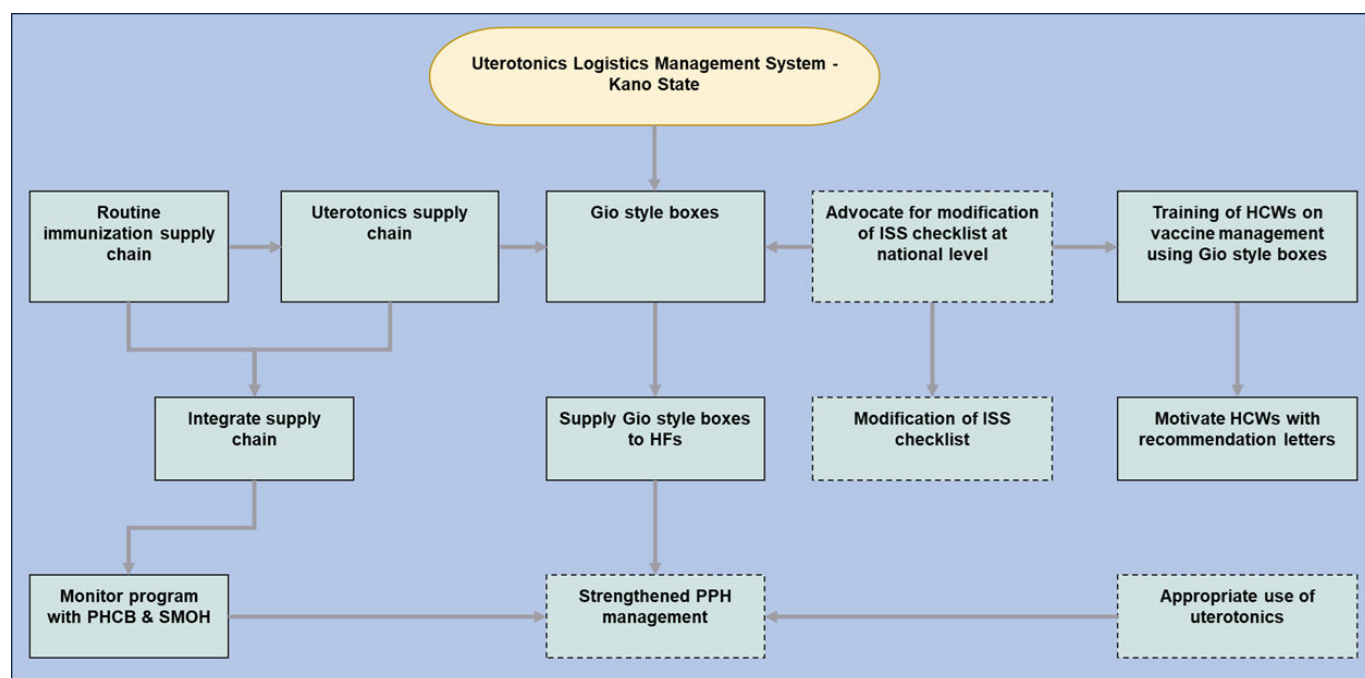 Uterotonics Logistics Management System -
Kano State
Routine
immunization supply
chain
Uterotonics supply
chain
Gio style boxes
Advocate for modification
of ISS checklist at
national level
Training of HCWs on
vaccine management
using Gio style boxes
Integrate supply
chain
Supply Gio style boxes
to HFs
Modification of ISS
checklist
Motivate HCWs with
recommendation letters
Monitor program
with PHCB & SMOH
Strengthened PPH
management
Appropriate use of
uterotonics